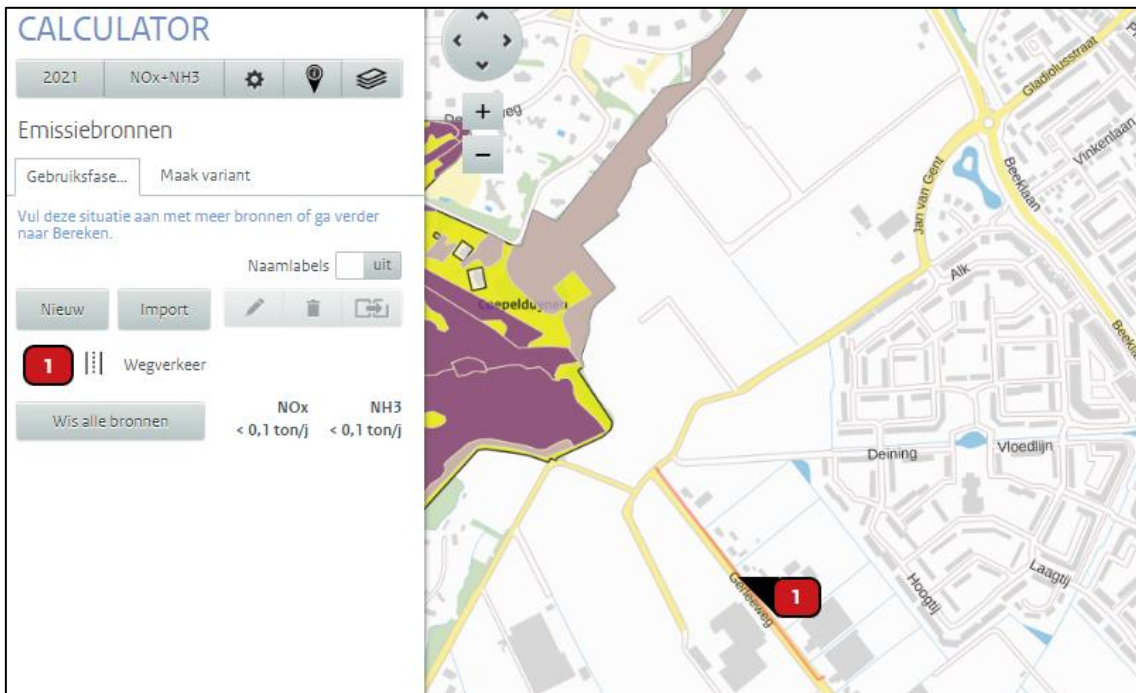 CALCULATOR
2021
NOx+NH3
Emissiebronnen
Gebruiksfase...
Maak variant
Vul deze situatie aan met meer bronnen of ga verder
naar Bereken.
Naamlabels
uit
Nieuw
Import
1
Wegverkeer
Wis alle bronnen
NOx
NH3
< 0,1 ton/j
< 0,1 ton/j
+
−
Coepelduynen
Gladiolusstraat
Vinkenlaan
Beeklaan
Jan van Gent
Alk
Deining
Vloedlijn
Hoogtij
Laagtij
Gerleeweg
1